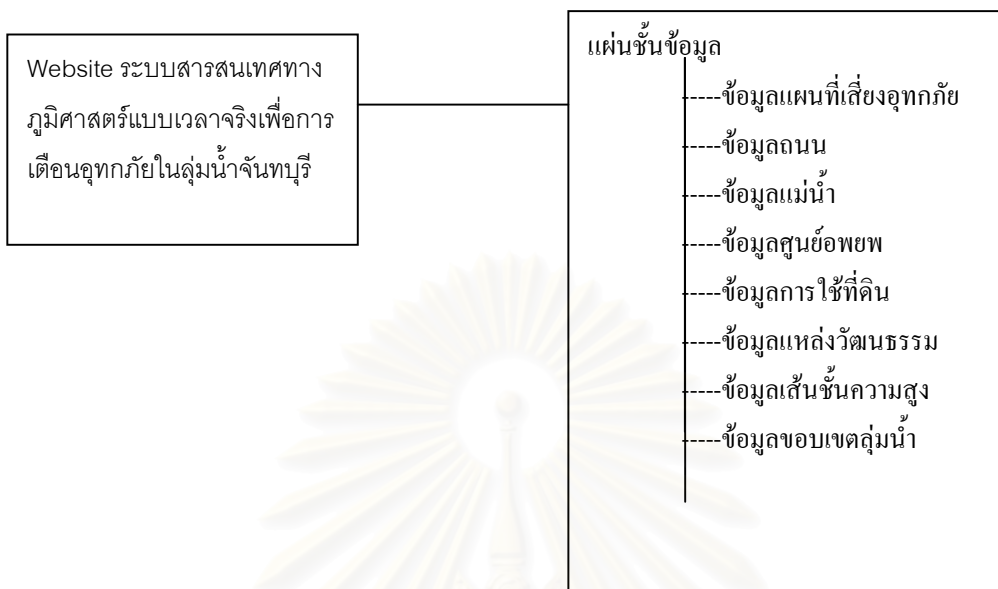 Website ระบบสารสนเทศทาง
ภูมิศาสตร์แบบเวลาจริงเพื่อการ
เตือนอุทกภัยในลุ่มน้ำจันทบุรี
แผ่นชั้นข้อมูล
-----ข้อมูลแผนที่เสี่ยงอุทกภัย
-----ข้อมูลถนน
-----ข้อมูลแม่น้ำ
-----ข้อมูลศูนย์อพยพ
-----ข้อมูลการใช้ที่ดิน
-----ข้อมูลแหล่งวัฒนธรรม
-----ข้อมูลเส้นชั้นความสูง
-----ข้อมูลขอบเขตลุ่มน้ำ